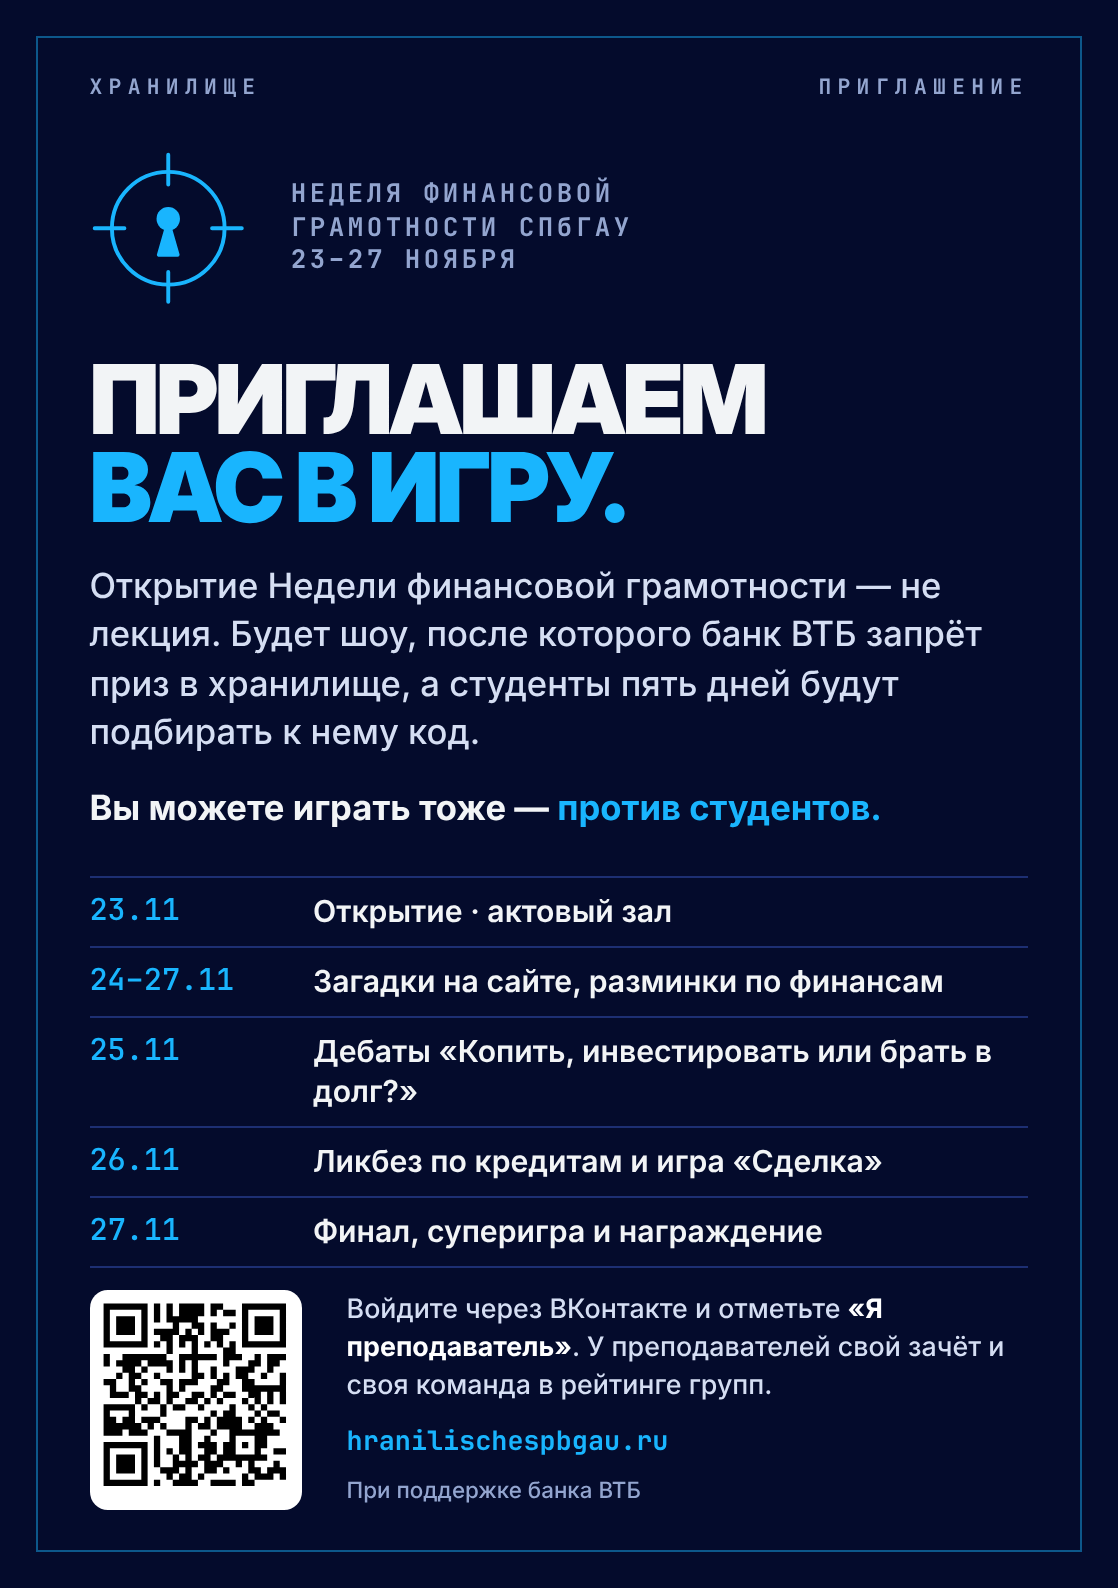 ХРАНИЛИЩЕ
ПРИГЛАШЕНИЕ
НЕДЕЛЯ ФИНАНСОВОЙ
ГРАМОТНОСТИ СПбГАУ
23–27 НОЯБРЯ
ПРИГЛАШАЕМ
ВАС В ИГРУ.
Открытие Недели финансовой грамотности — не
лекция. Будет шоу, после которого банк ВТБ запрёт
приз в хранилище, а студенты пять дней будут
подбирать к нему код.
Вы можете играть тоже — против студентов.
23.11
Открытие · актовый зал
24–27.11
Загадки на сайте, разминки по финансам
25.11
Дебаты «Копить, инвестировать или брать в
долг?»
26.11
Ликбез по кредитам и игра «Сделка»
27.11
Финал, суперигра и награждение
Войдите через ВКонтакте и отметьте «Я
преподаватель». У преподавателей свой зачёт и
своя команда в рейтинге групп.
hranilischespbgau.ru
При поддержке банка ВТБ